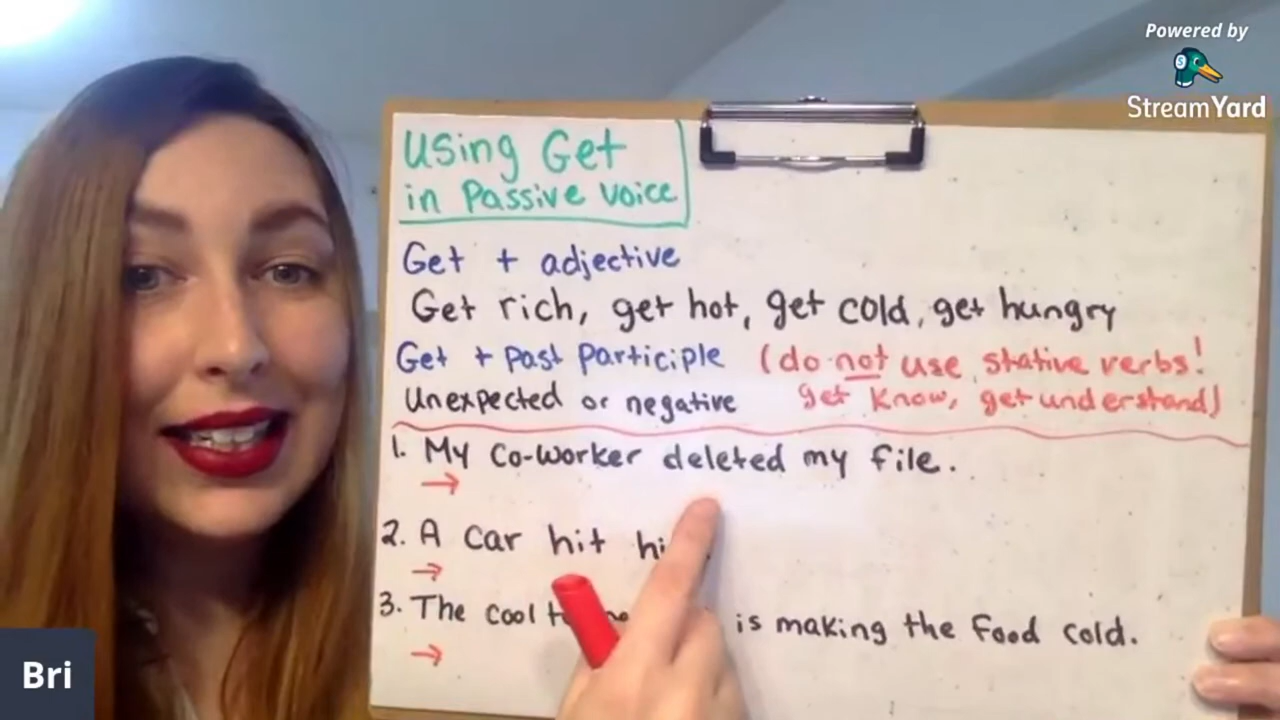 Powered by
StreamYard
Using Get
in Passive voice
Get + adjective
Get rich, get hot, get cold, get hungry
Get + past participle (do not use stative verbs!
Unexpected or negative get know, get understand)
1. My co-worker deleted my file.
→
2. A car hit
→
3. The cool is making the food cold.
→
Bri